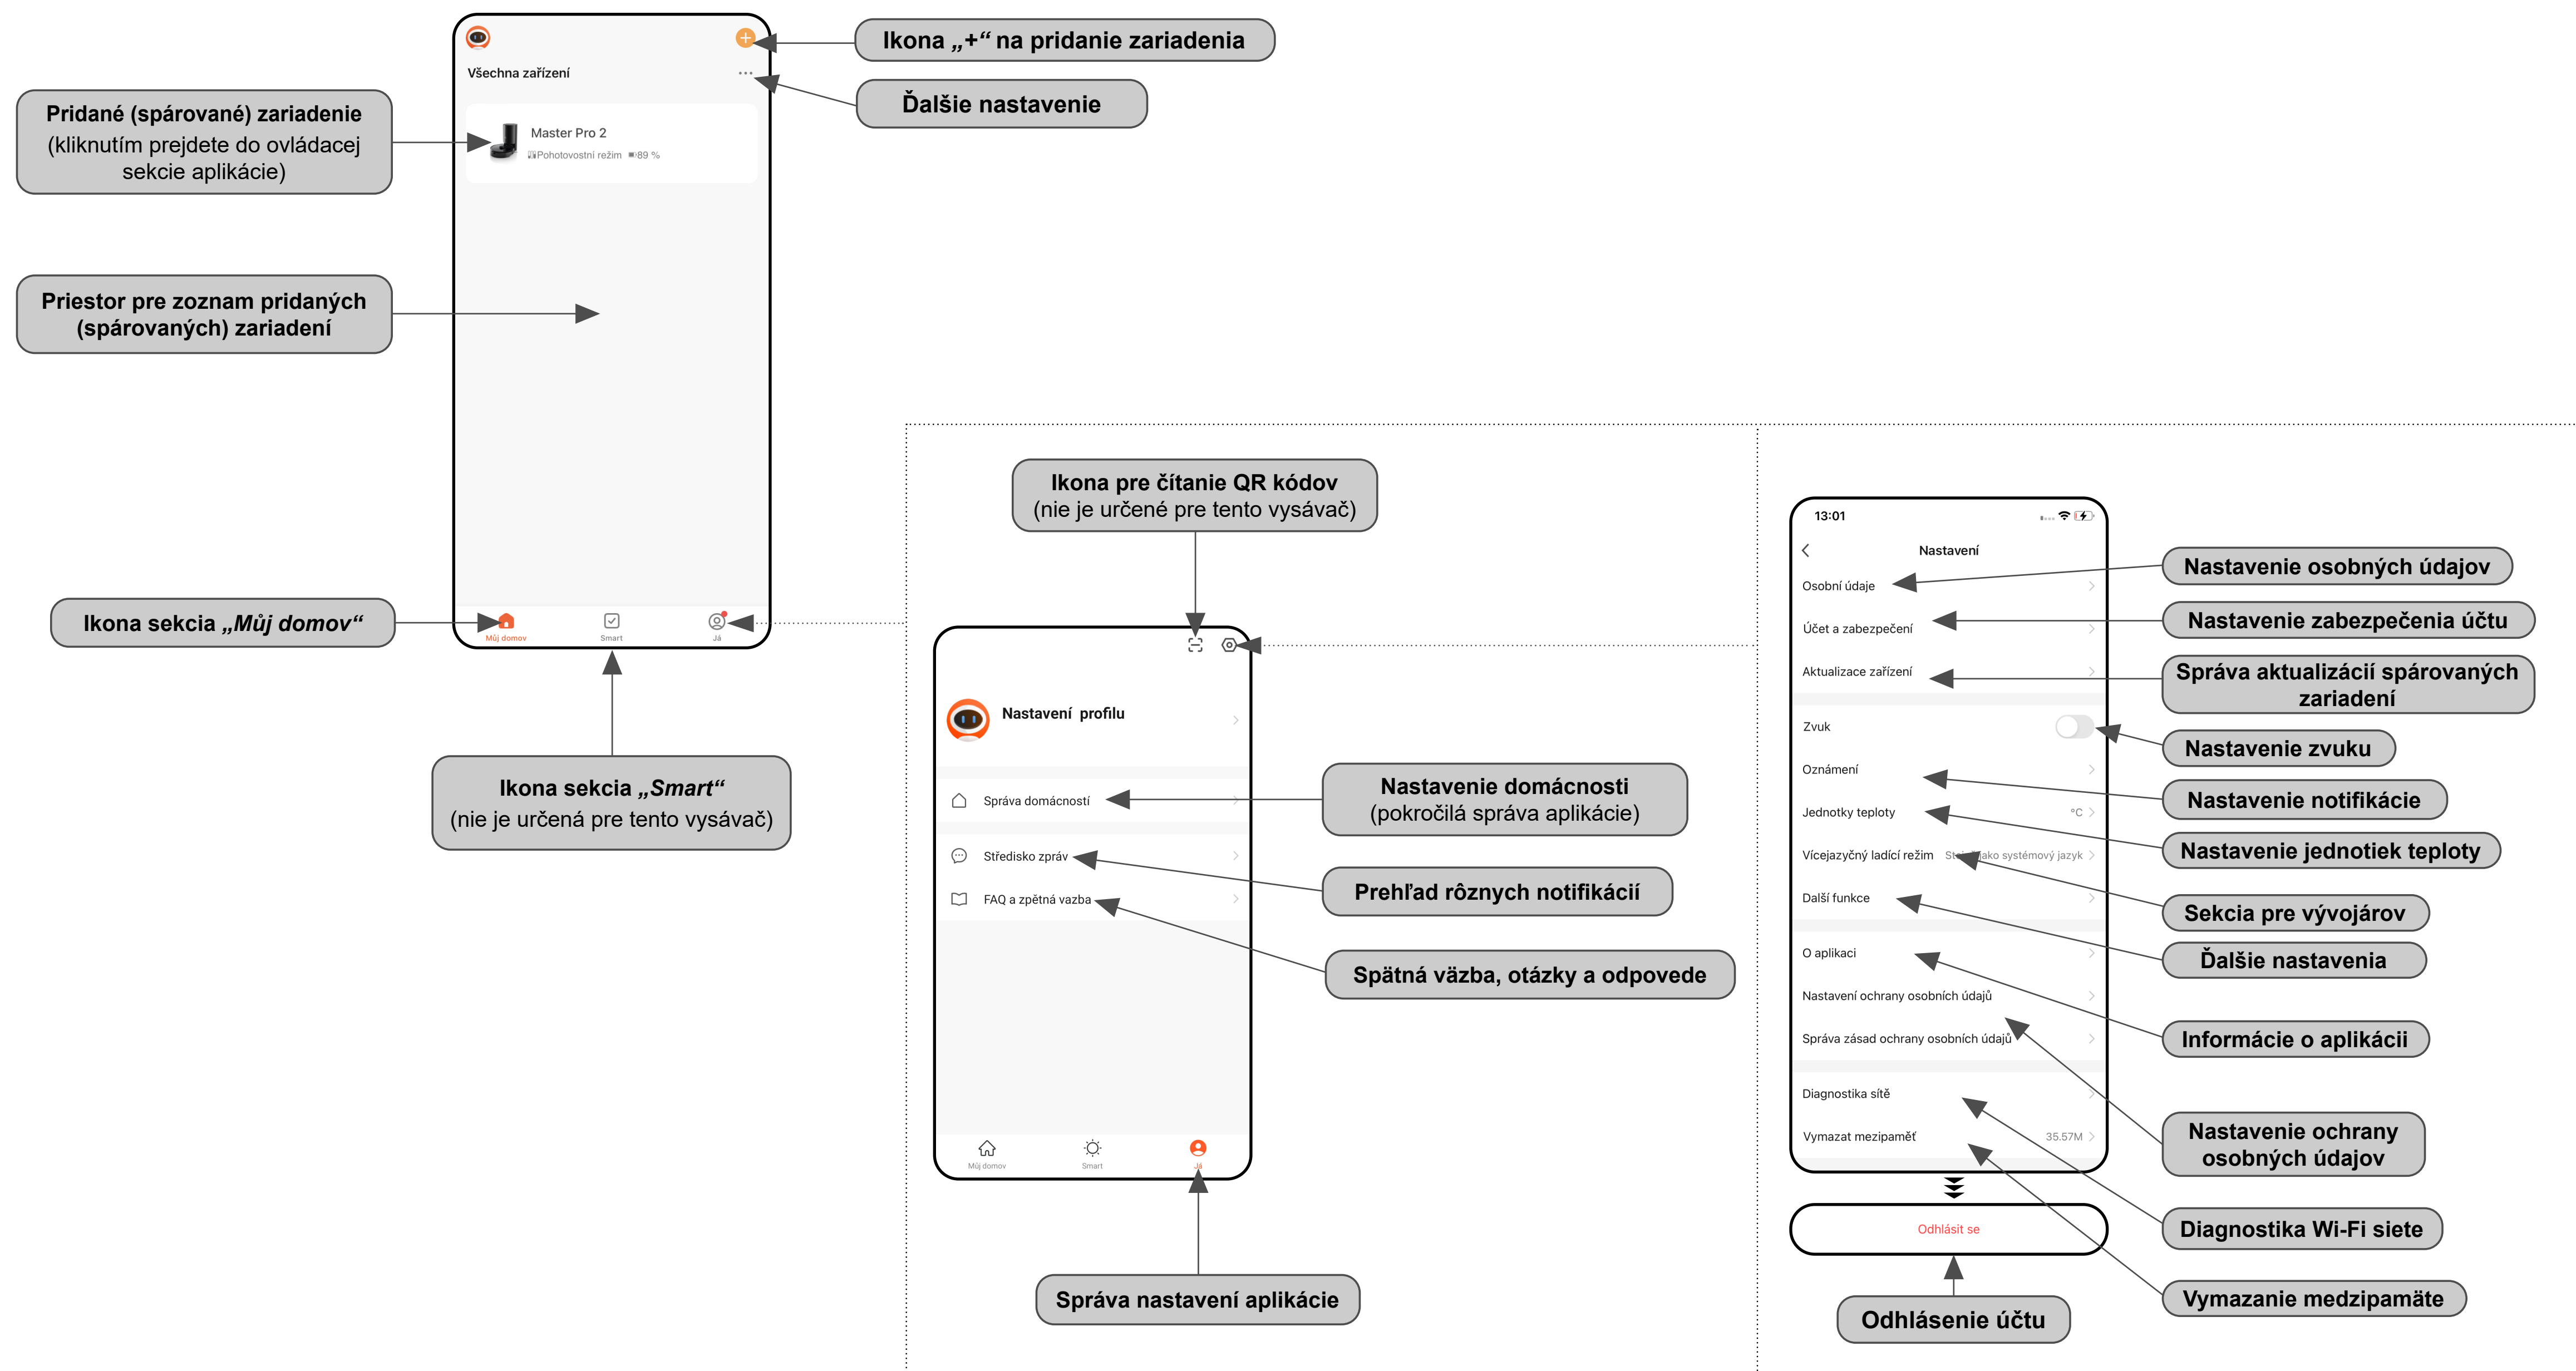 Ikona „+“ na pridanie zariadenia
Všechna zařízení
Ďalšie nastavenie
Pridané (spárované) zariadenie
(kliknutím prejdete do ovládacej
sekcie aplikácie)
Master Pro 2
Pohotovostní režim 89 %
Priestor pre zoznam pridaných
(spárovaných) zariadení
Ikona sekcia „Můj domov“
Můj domov
Smart
Já
Ikona sekcia „Smart“
(nie je určená pre tento vysávač)
Ikona pre čítanie QR kódov
(nie je určené pre tento vysávač)
Nastavení profilu
Správa domácností
Nastavenie domácnosti
(pokročilá správa aplikácie)
Středisko zpráv
Prehľad rôznych notifikácií
FAQ a zpětná vazba
Spätná väzba, otázky a odpovede
Můj domov
Smart
Já
Správa nastavení aplikácie
13:01
Nastavení
Osobní údaje
Účet a zabezpečení
Aktualizace zařízení
Zvuk
Oznámení
Jednotky teploty °C
Vícejazyčný ladící režim jako systémový jazyk
Další funkce
O aplikaci
Nastavení ochrany osobních údajů
Správa zásad ochrany osobních údajů
Diagnostika sítě
Vymazat mezipaměť 35.57M
Odhlásit se
Odhlásenie účtu
Nastavenie osobných údajov
Nastavenie zabezpečenia účtu
Správa aktualizácií spárovaných
zariadení
Nastavenie zvuku
Nastavenie notifikácie
Nastavenie jednotiek teploty
Sekcia pre vývojárov
Ďalšie nastavenia
Informácie o aplikácii
Nastavenie ochrany
osobných údajov
Diagnostika Wi-Fi siete
Vymazanie medzipamäte